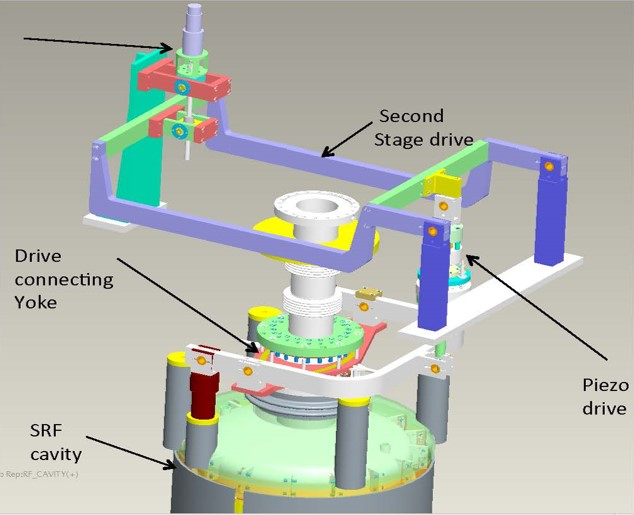 Second
Stage drive
Drive
connecting
Yoke
Piezo
drive
SRF
cavity
Rep:RF_CAVITY(+)